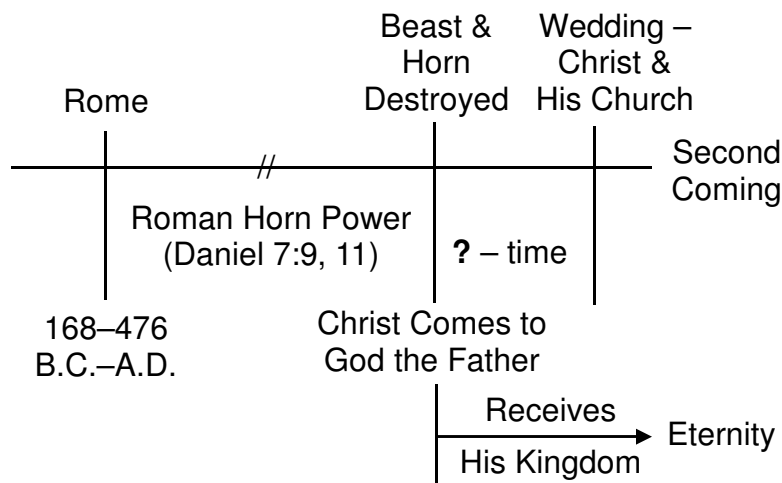 Beast &
Horn
Destroyed
Wedding –
Christ &
His Church
Rome
Second
Coming
//
Roman Horn Power
(Daniel 7:9, 11)
? – time
168–476
B.C.–A.D.
Christ Comes to
God the Father
Receives
His Kingdom
Eternity